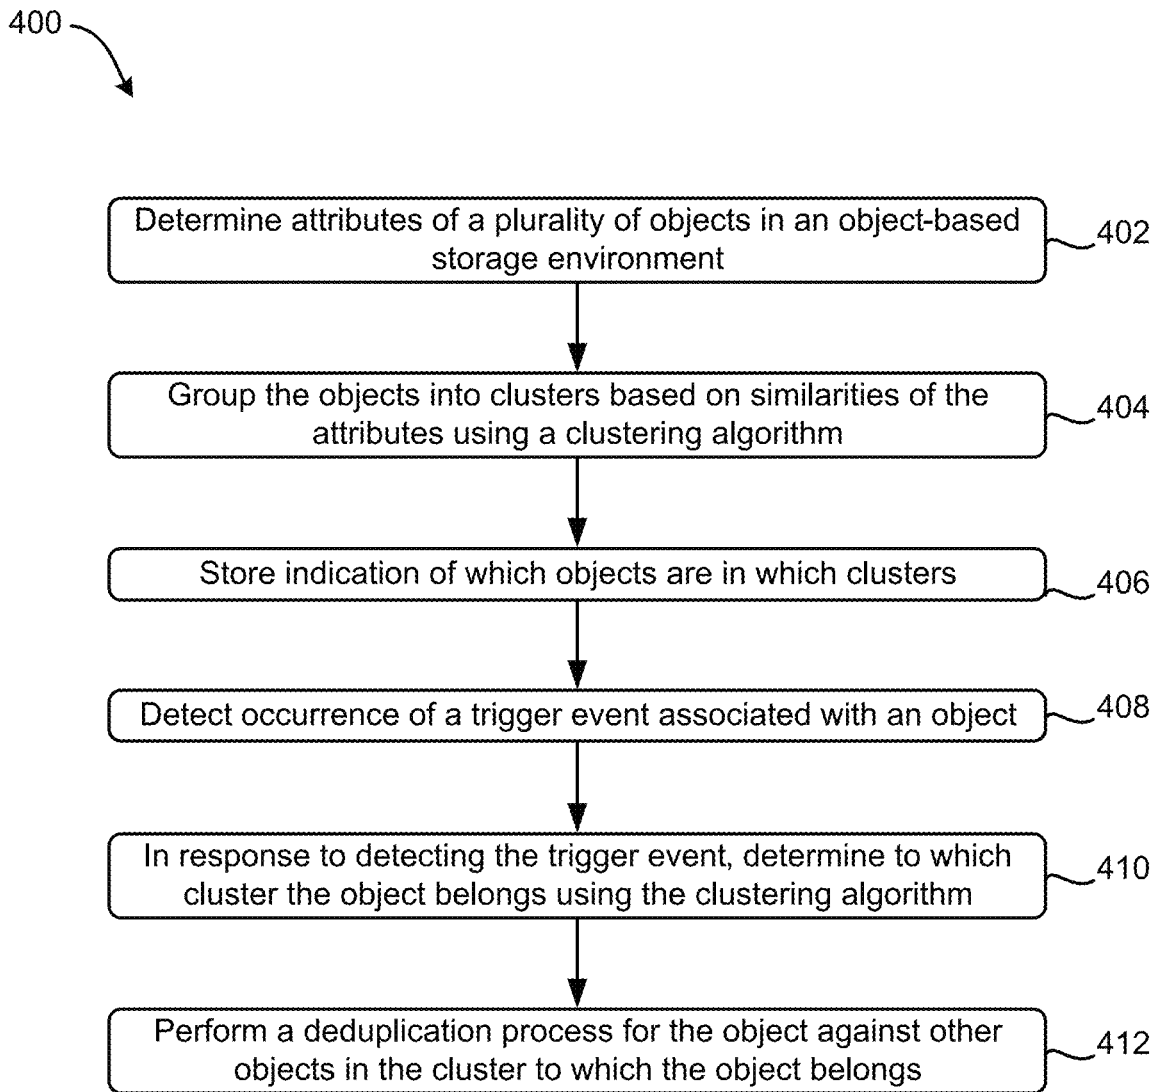 400
Determine attributes of a plurality of objects in an object-based
storage environment
402
Group the objects into clusters based on similarities of the
attributes using a clustering algorithm
404
Store indication of which objects are in which clusters
406
Detect occurrence of a trigger event associated with an object
408
In response to detecting the trigger event, determine to which
cluster the object belongs using the clustering algorithm
410
Perform a deduplication process for the object against other
objects in the cluster to which the object belongs
412